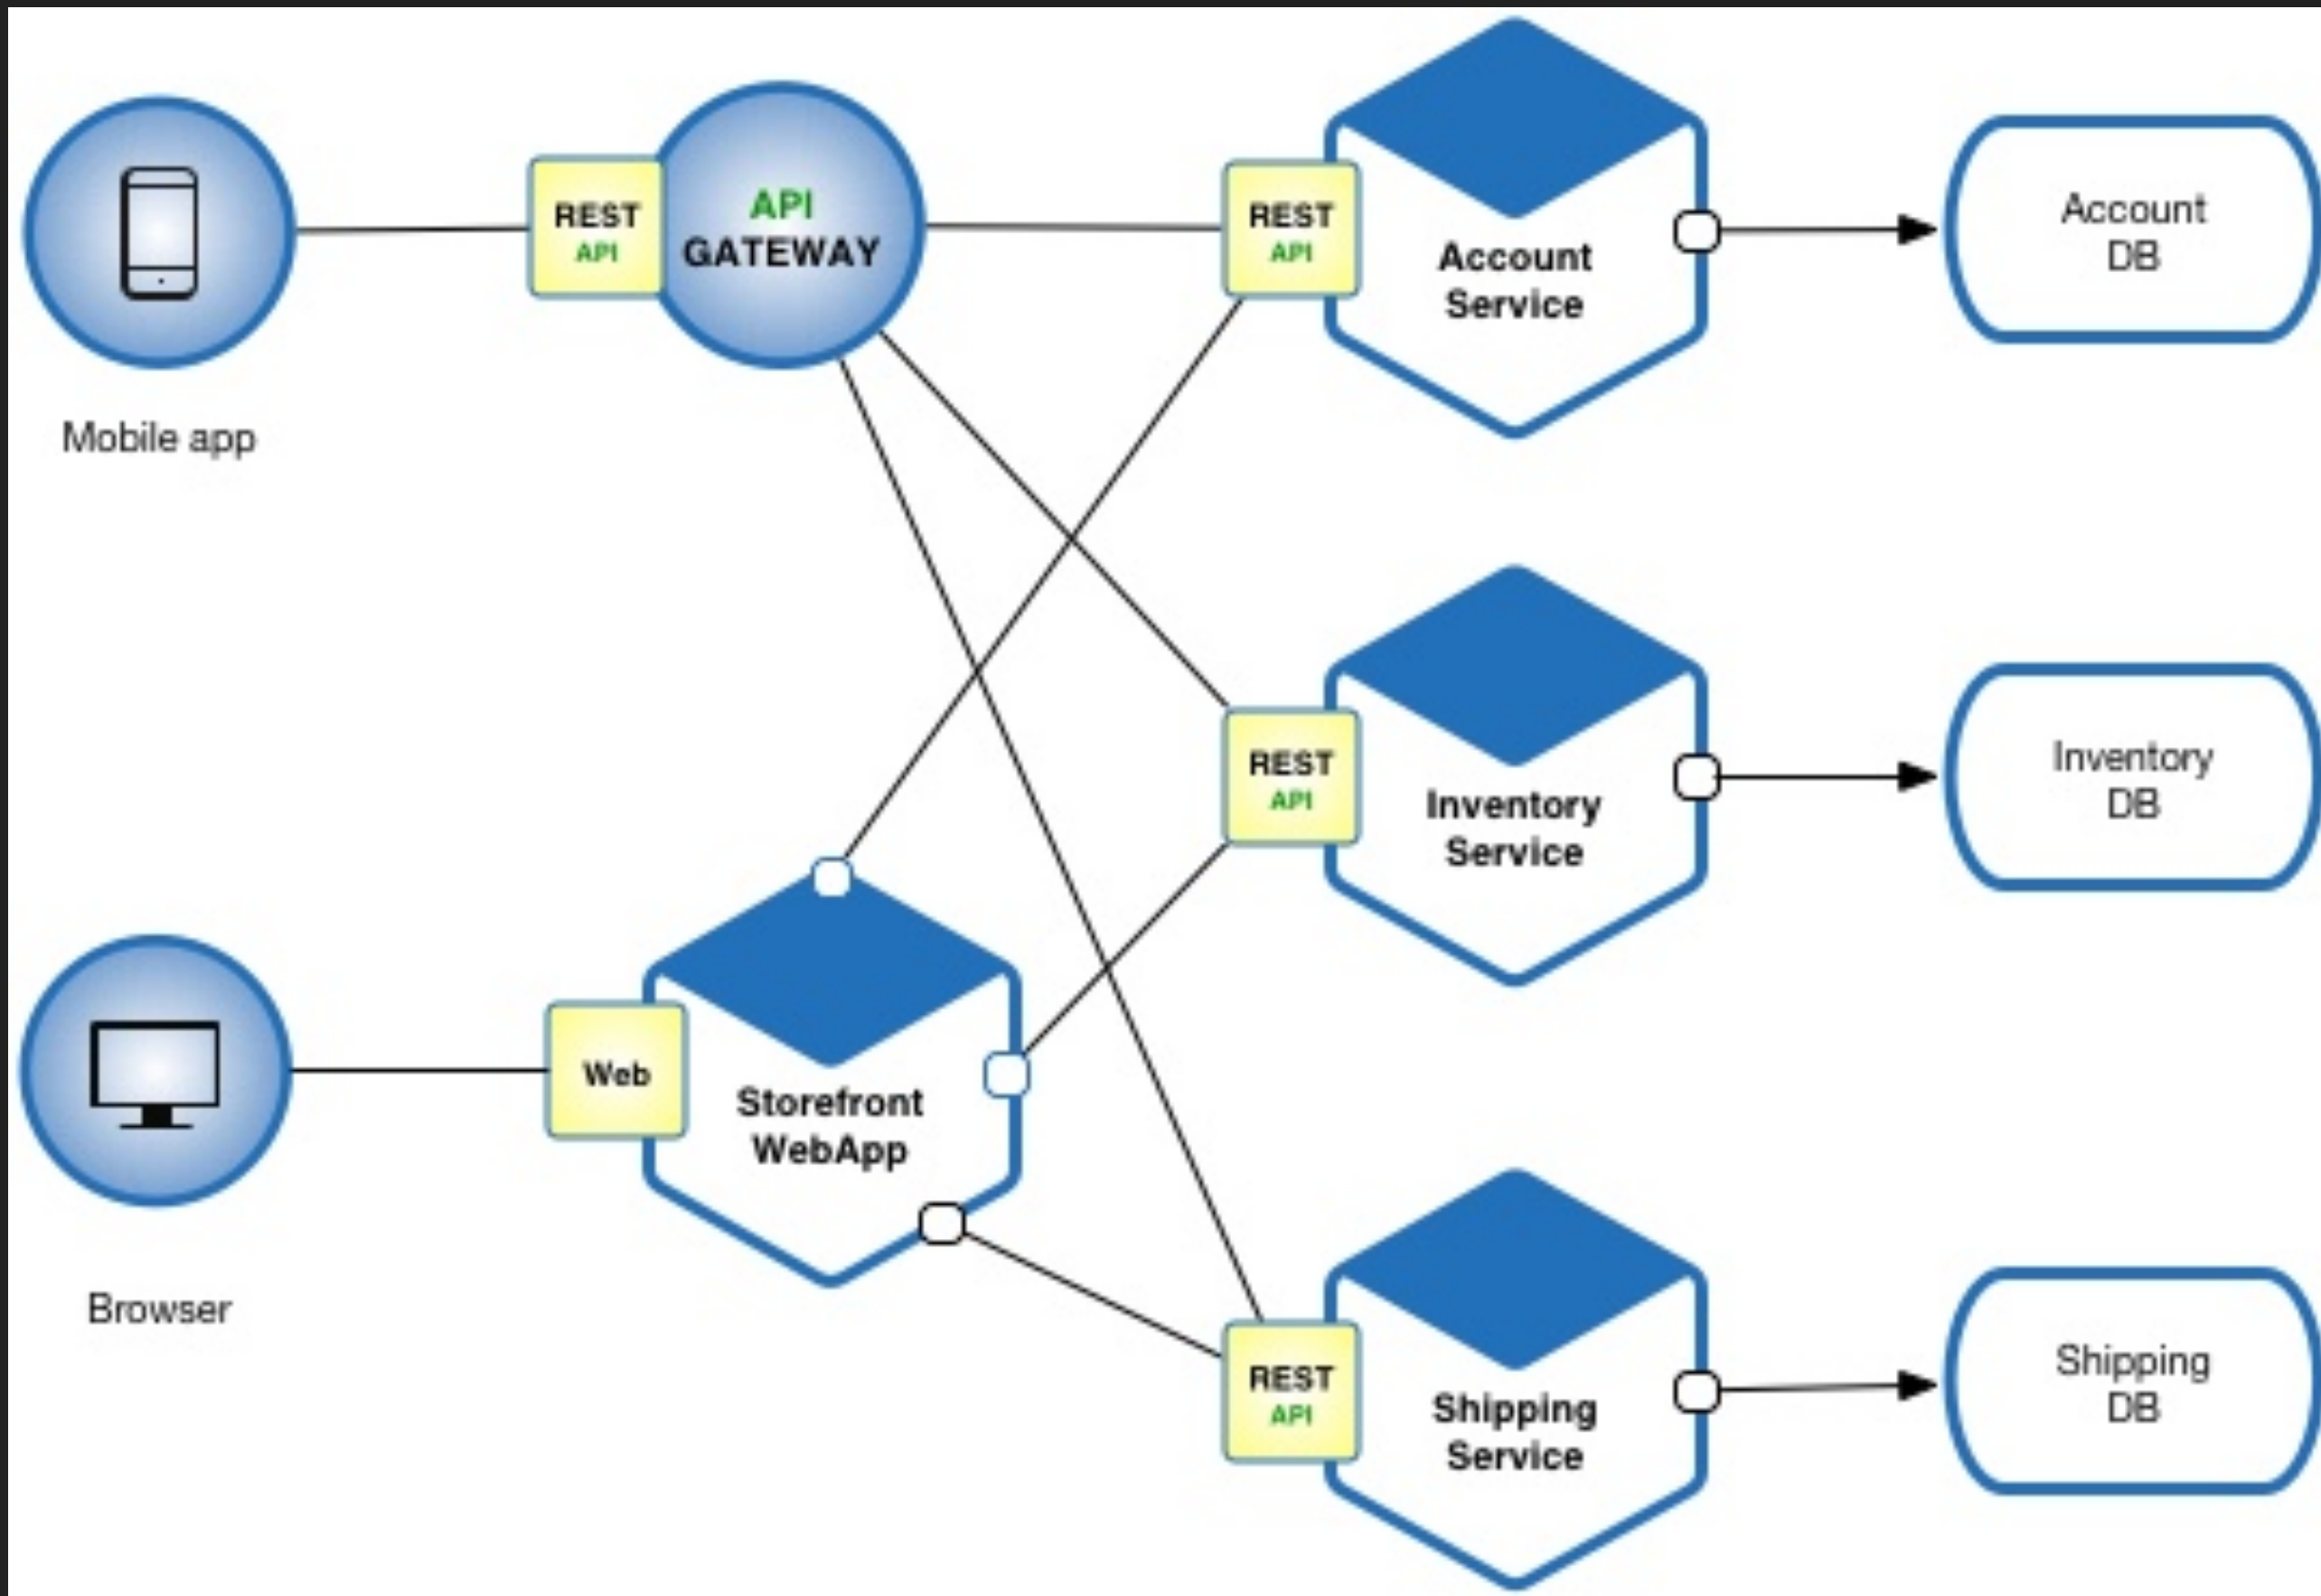 REST
API
API
GATEWAY
REST
API
Account
Service
Account
DB
Mobile app
REST
API
Inventory
Service
Inventory
DB
Web
Storefront
WebApp
Browser
REST
API
Shipping
Service
Shipping
DB